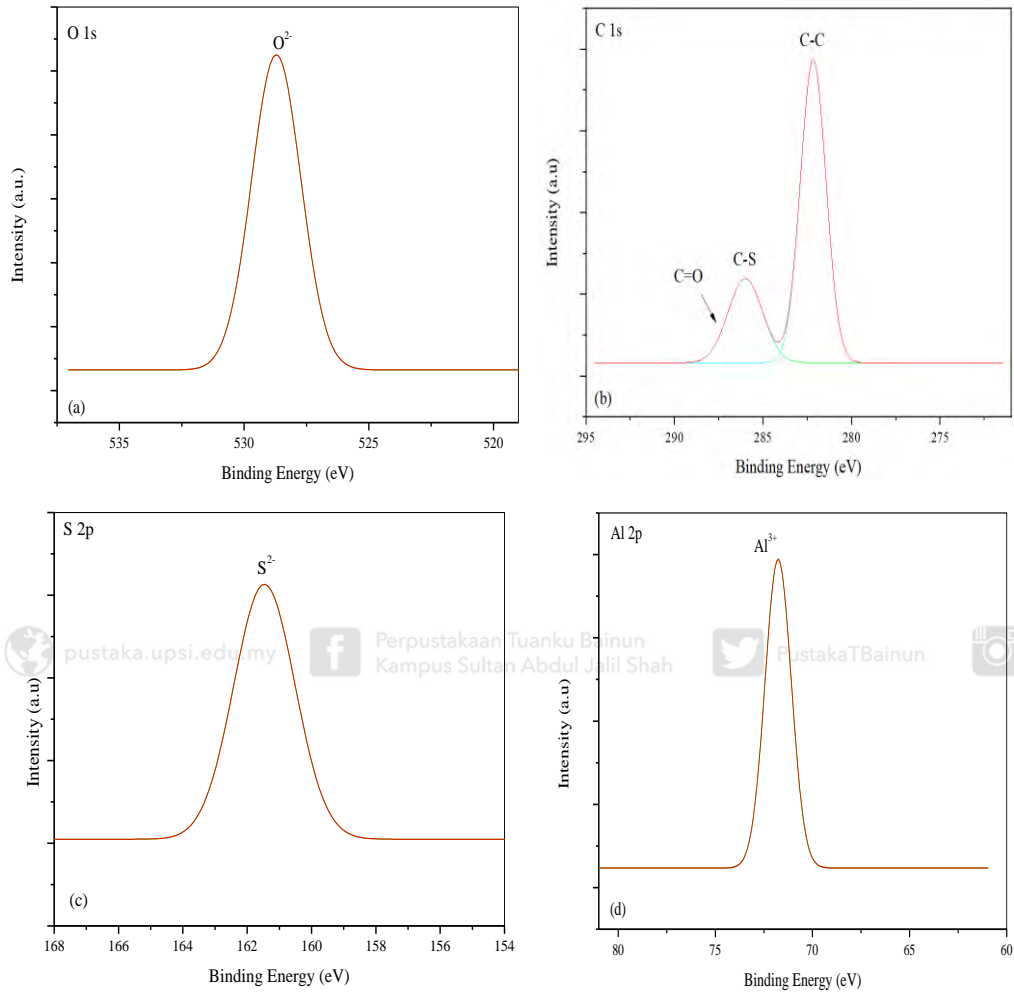 O 1s
O²⁻
Intensity (a.u.)
(a)
535 530 525 520
Binding Energy (eV)
C 1s
C-C
C-S
C=O
Intensity (a.u)
(b)
295 290 285 280 275
Binding Energy (eV)
S 2p
S²⁻
Intensity (a.u)
(c)
168 166 164 162 160 158 156 154
Binding Energy (eV)
Al 2p
Al³⁺
Intensity (a.u)
(d)
80 75 70 65 60
Binding Energy (eV)
pustaka.upsi.edu.my
f
Perpustakaan Tuanku Bainun
Kampus Sultan Abdul Jalil Shah
PustakaTBainun